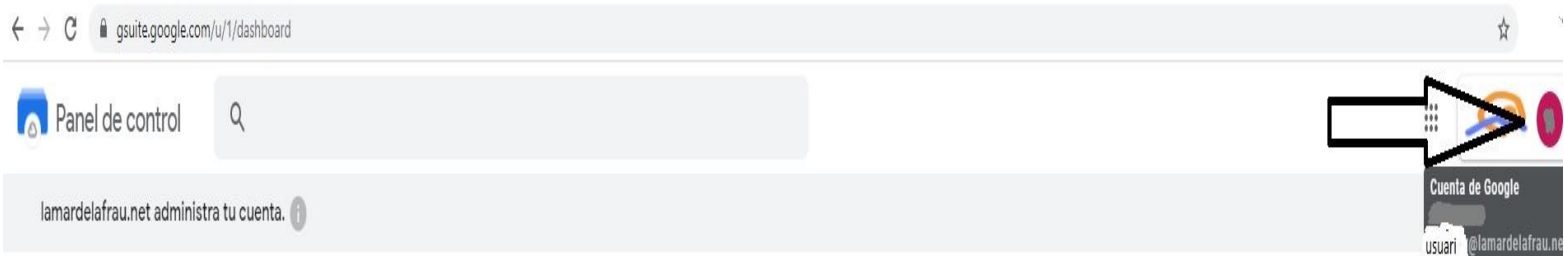 gsuite.google.com/u/1/dashboard
Panel de control
lamardelafrau.net administra tu cuenta.
Cuenta de Google
usuari @lamardelafrau.ne